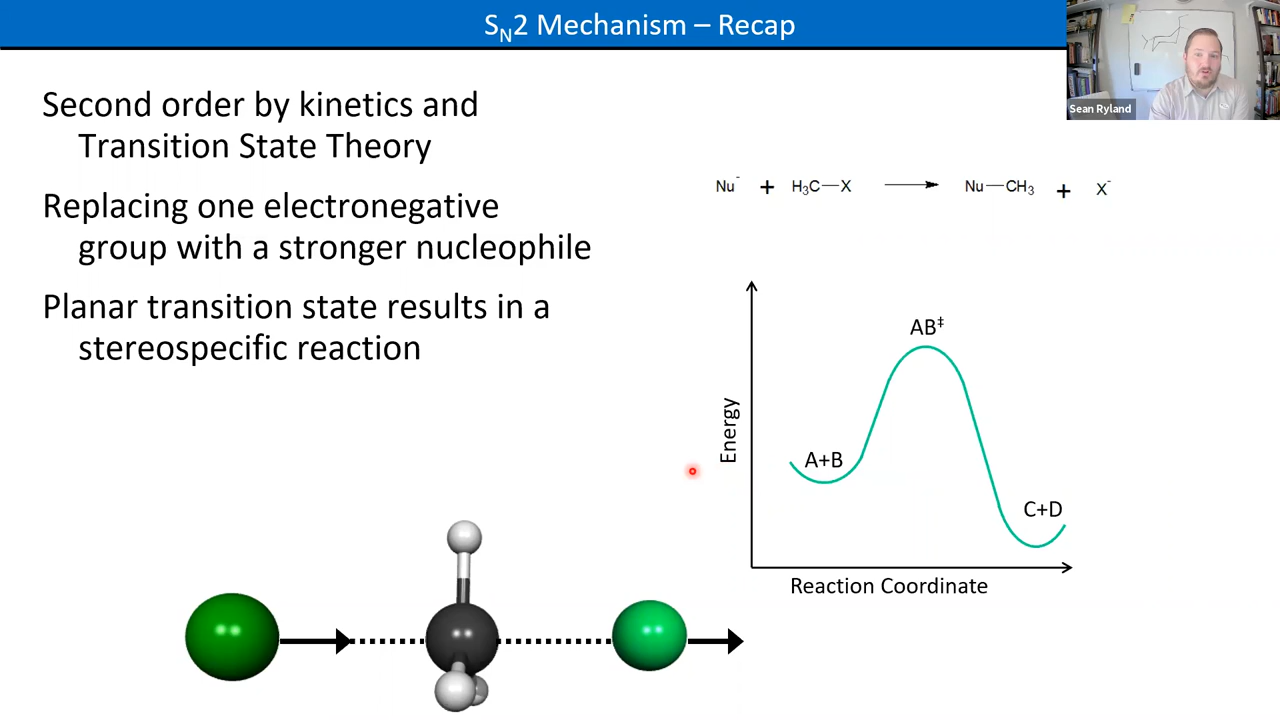 S_N2 Mechanism – Recap
Sean Ryland
Second order by kinetics and
Transition State Theory
Replacing one electronegative
group with a stronger nucleophile
Planar transition state results in a
stereospecific reaction
Nu⁻ + H₃C—X → Nu—CH₃ + X⁻
AB‡
Energy
A+B
C+D
Reaction Coordinate